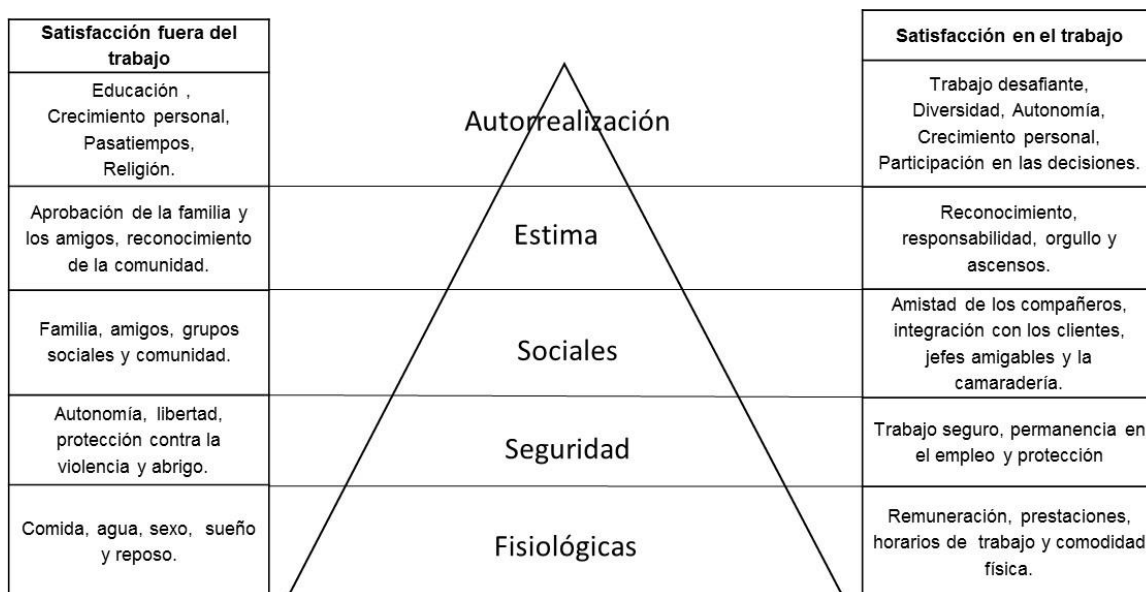 Satisfacción fuera del
trabajo
Educación ,
Crecimiento personal,
Pasatiempos,
Religión.
Aprobación de la familia y
los amigos, reconocimiento
de la comunidad.
Familia, amigos, grupos
sociales y comunidad.
Autonomía, libertad,
protección contra la
violencia y abrigo.
Comida, agua, sexo, sueño
y reposo.
Autorrealización
Estima
Sociales
Seguridad
Fisiológicas
Satisfacción en el trabajo
Trabajo desafiante,
Diversidad, Autonomía,
Crecimiento personal,
Participación en las decisiones.
Reconocimiento,
responsabilidad, orgullo y
ascensos.
Amistad de los compañeros,
integración con los clientes,
jefes amigables y la
camaradería.
Trabajo seguro, permanencia en
el empleo y protección
Remuneración, prestaciones,
horarios de trabajo y comodidad
física.